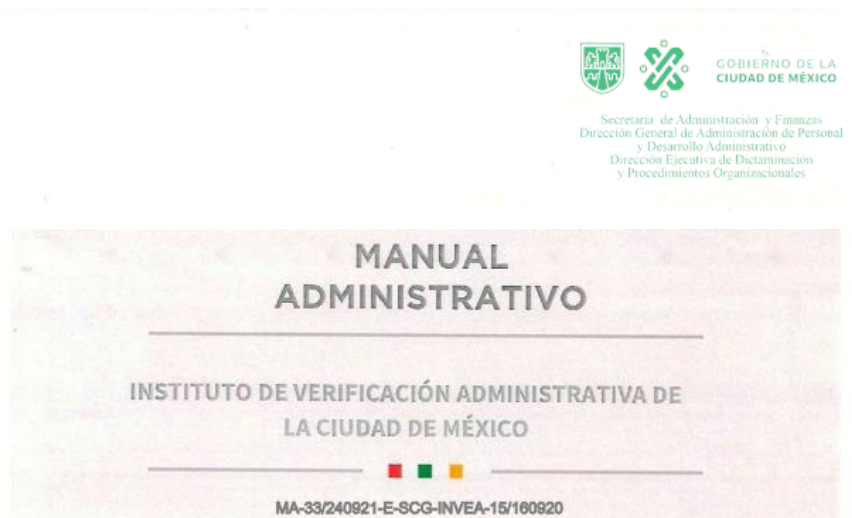 GOBIERNO DE LA
CIUDAD DE MÉXICO
Secretaría de Administración y Finanzas
Dirección General de Administración de Personal
y Desarrollo Administrativo
Dirección Ejecutiva de Dictaminación
y Procedimientos Organizacionales
MANUAL
ADMINISTRATIVO
INSTITUTO DE VERIFICACIÓN ADMINISTRATIVA DE
LA CIUDAD DE MÉXICO
MA-33/240921-E-SCG-INVEA-15/160920